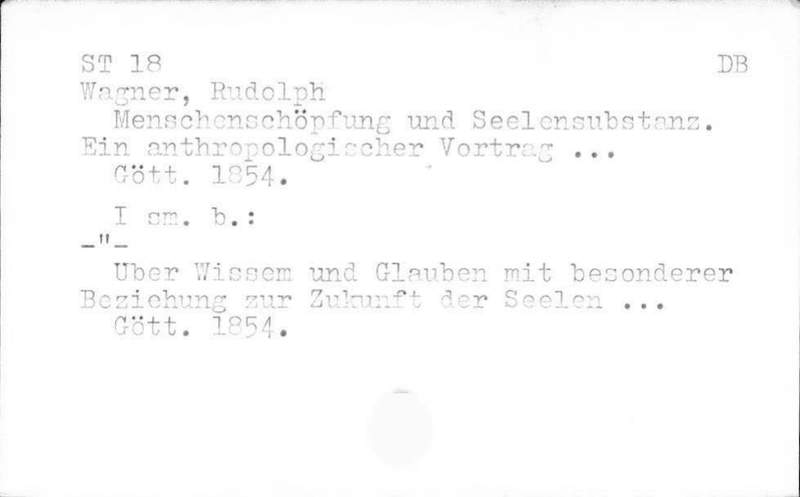 ST 18 DB
Wagner, Rudolph
Menschenschöpfung und Seelensubstanz.
Ein anthropologischer Vortrag ...
Gött. 1854.
I sm. b.:
_"_
Uber Wissem und Glauben mit besonderer
Beziehung zur Zukunft der Seelen ...
Gött. 1854.